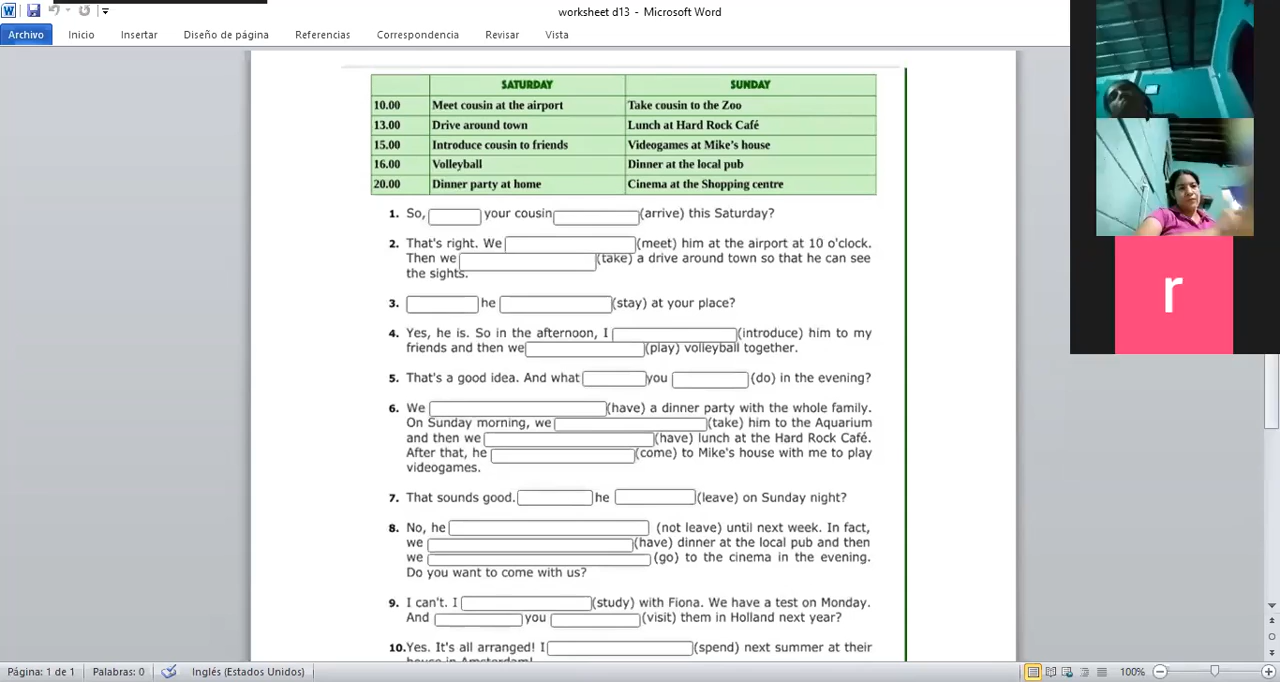 worksheet d13 - Microsoft Word
Archivo Inicio Insertar Diseño de página Referencias Correspondencia Revisar Vista
SATURDAY SUNDAY
10.00 Meet cousin at the airport Take cousin to the Zoo
13.00 Drive around town Lunch at Hard Rock Café
15.00 Introduce cousin to friends Videogames at Mike's house
16.00 Volleyball Dinner at the local pub
20.00 Dinner party at home Cinema at the Shopping centre
1. So, your cousin (arrive) this Saturday?
2. That's right. We (meet) him at the airport at 10 o'clock.
Then we (take) a drive around town so that he can see
the sights.
3. he (stay) at your place?
4. Yes, he is. So in the afternoon, I (introduce) him to my
friends and then we (play) volleyball together.
5. That's a good idea. And what you (do) in the evening?
6. We (have) a dinner party with the whole family.
On Sunday morning, we (take) him to the Aquarium
and then we (have) lunch at the Hard Rock Café.
After that, he (come) to Mike's house with me to play
videogames.
7. That sounds good. he (leave) on Sunday night?
8. No, he (not leave) until next week. In fact,
we (have) dinner at the local pub and then
we (go) to the cinema in the evening.
Do you want to come with us?
9. I can't. I (study) with Fiona. We have a test on Monday.
And you (visit) them in Holland next year?
10. Yes. It's all arranged! I (spend) next summer at their
house in Amsterdam!
r
Página: 1 de 1 Palabras: 0 Inglés (Estados Unidos) 100%